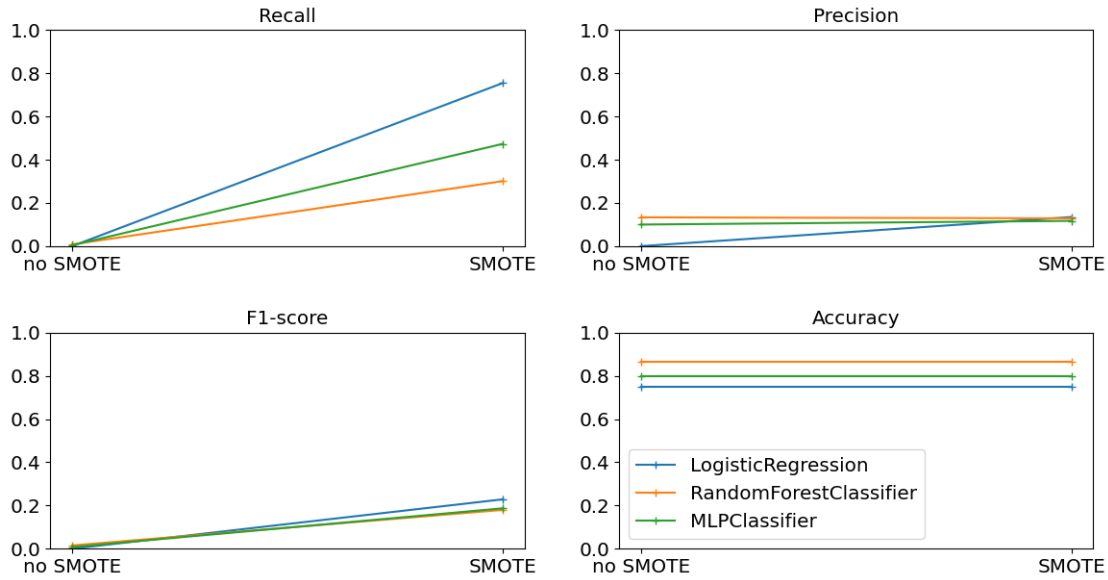 Recall
1.0
0.8
0.6
0.4
0.2
0.0
no SMOTE SMOTE
Precision
1.0
0.8
0.6
0.4
0.2
0.0
no SMOTE SMOTE
F1-score
1.0
0.8
0.6
0.4
0.2
0.0
no SMOTE SMOTE
Accuracy
1.0
0.8
0.6
0.4
0.2
0.0
LogisticRegression
RandomForestClassifier
MLPClassifier
no SMOTE SMOTE